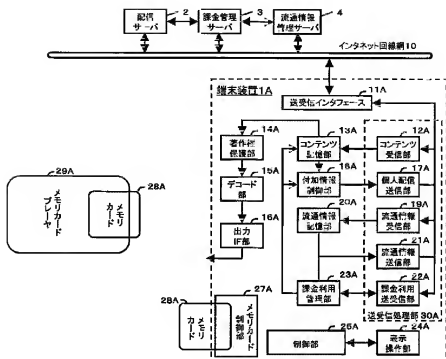 配信
サーバ
2
課金管理
サーバ
3
流通情報
管理サーバ
4
インタネット回線網10
端末装置1A
11A
送受信インタフェース
14A
著作権
保護部
13A
コンテンツ
記憶部
12A
コンテンツ
受信部
15A
デコード
部
16A
付加情報
制御部
17A
個人配信
送信部
16A
出力
IF部
20A
流通情報
記憶部
19A
流通情報
受信部
21A
流通情報
送信部
23A
課金利用
管理部
22A
課金利用
送受信部
送受信処理部30A
29A
メモリカード
プレーヤ
28A
メモリ
カード
27A
メモリカード
制御部
28A
メモリ
カード
25A
制御部
24A
表示
操作部